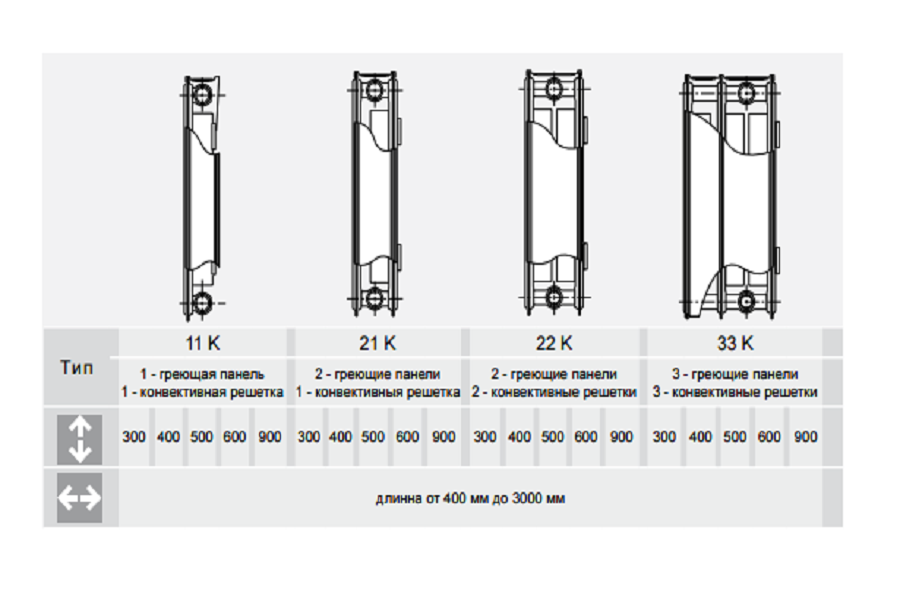 11 K 21 K 22 K 33 K
Тип
1 - греющая панель 2 - греющие панели 2 - греющие панели 3 - греющие панели
1 - конвективная решетка 1 - конвективныя решетка 2 - конвективные решетки 3 - конвективные решетки
300 400 500 600 900 300 400 500 600 900 300 400 500 600 900 300 400 500 600 900
длинна от 400 мм до 3000 мм